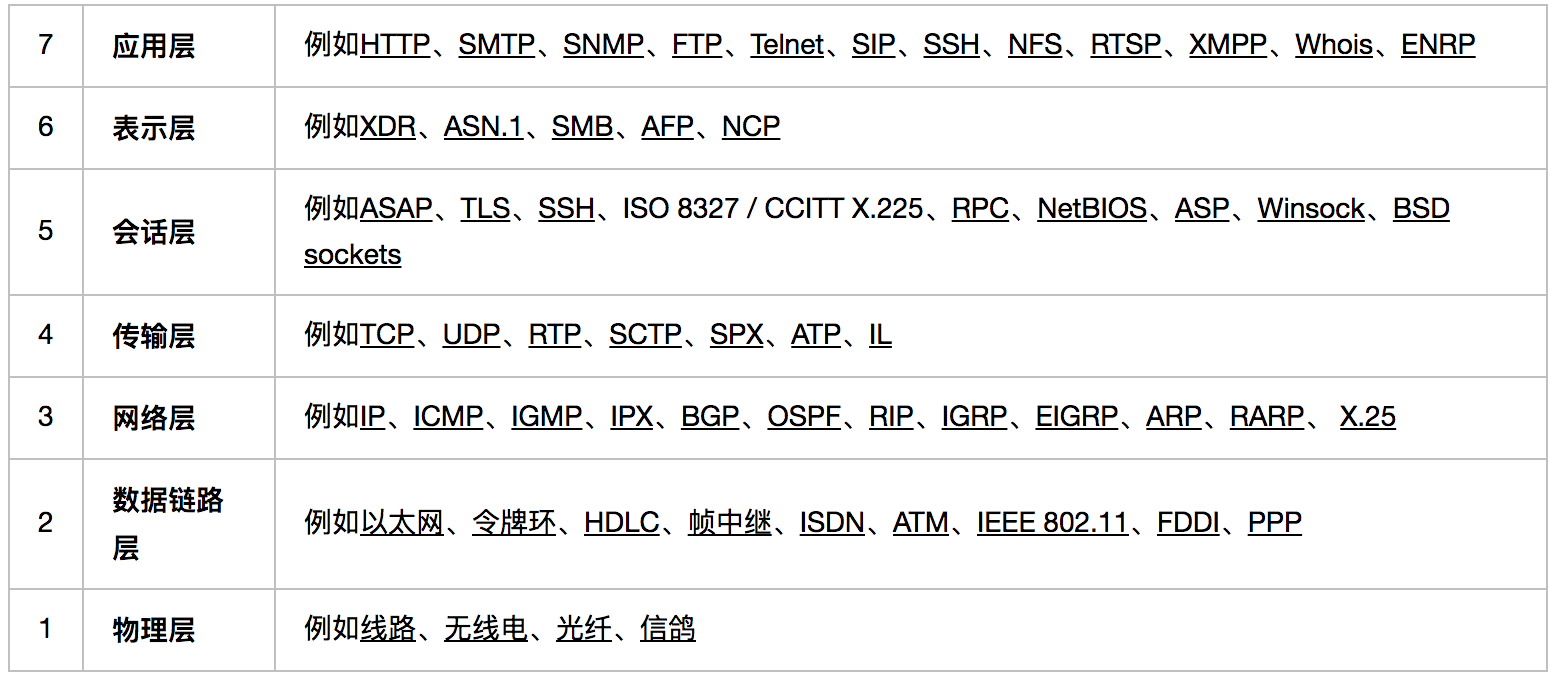 7 应用层 例如HTTP、SMTP、SNMP、FTP、Telnet、SIP、SSH、NFS、RTSP、XMPP、Whois、ENRP
6 表示层 例如XDR、ASN.1、SMB、AFP、NCP
5 会话层 例如ASAP、TLS、SSH、ISO 8327 / CCITT X.225、RPC、NetBIOS、ASP、Winsock、BSD
sockets
4 传输层 例如TCP、UDP、RTP、SCTP、SPX、ATP、IL
3 网络层 例如IP、ICMP、IGMP、IPX、BGP、OSPF、RIP、IGRP、EIGRP、ARP、RARP、 X.25
2 数据链路
层 例如以太网、令牌环、HDLC、帧中继、ISDN、ATM、IEEE 802.11、FDDI、PPP
1 物理层 例如线路、无线电、光纤、信鸽